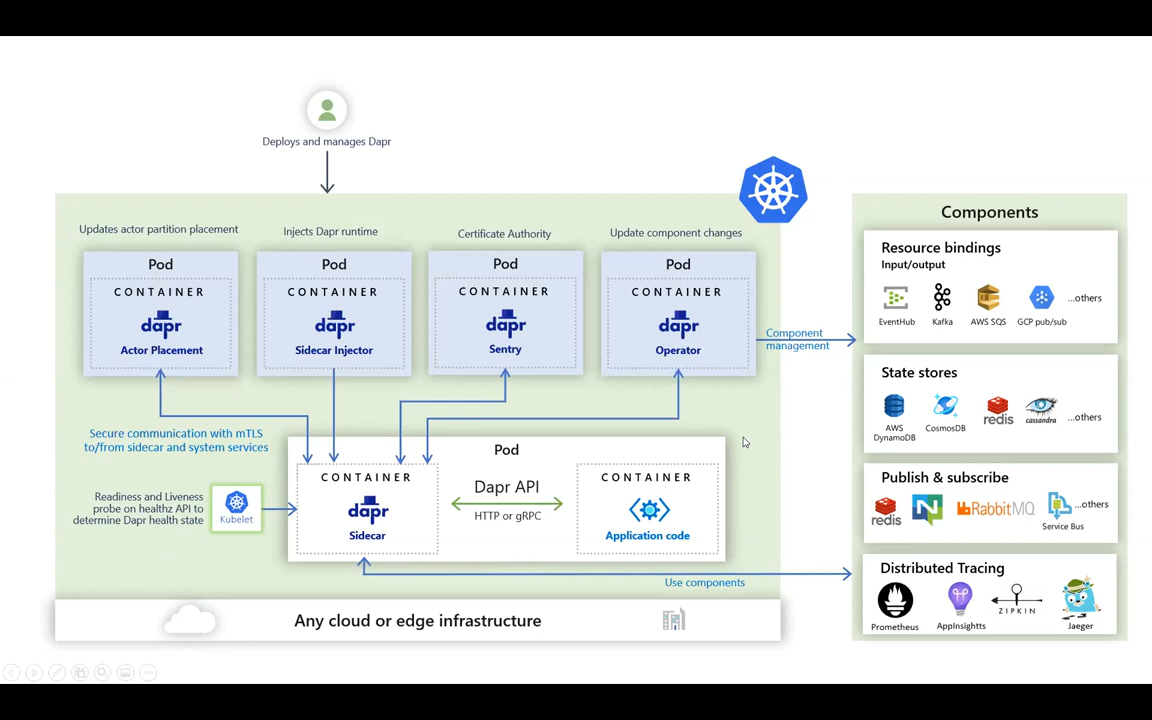 Deploys and manages Dapr
Updates actor partition placement
Injects Dapr runtime
Certificate Authority
Update component changes
Pod
CONTAINER
dapr
Actor Placement
Pod
CONTAINER
dapr
Sidecar Injector
Pod
CONTAINER
dapr
Sentry
Pod
CONTAINER
dapr
Operator
Component
management
Secure communication with mTLS
to/from sidecar and system services
Readiness and Liveness
probe on healthz API to
determine Dapr health state
Kubelet
Pod
CONTAINER
dapr
Sidecar
Dapr API
HTTP or gRPC
CONTAINER
Application code
Use components
Any cloud or edge infrastructure
Components
Resource bindings
Input/output
EventHub
Kafka
AWS SQS
GCP pub/sub
...others
State stores
AWS
DynamoDB
CosmosDB
redis
cassandra
...others
Publish & subscribe
redis
N
RabbitMQ
Service Bus
...others
Distributed Tracing
Prometheus
AppInsightts
ZIPKIN
Jaeger